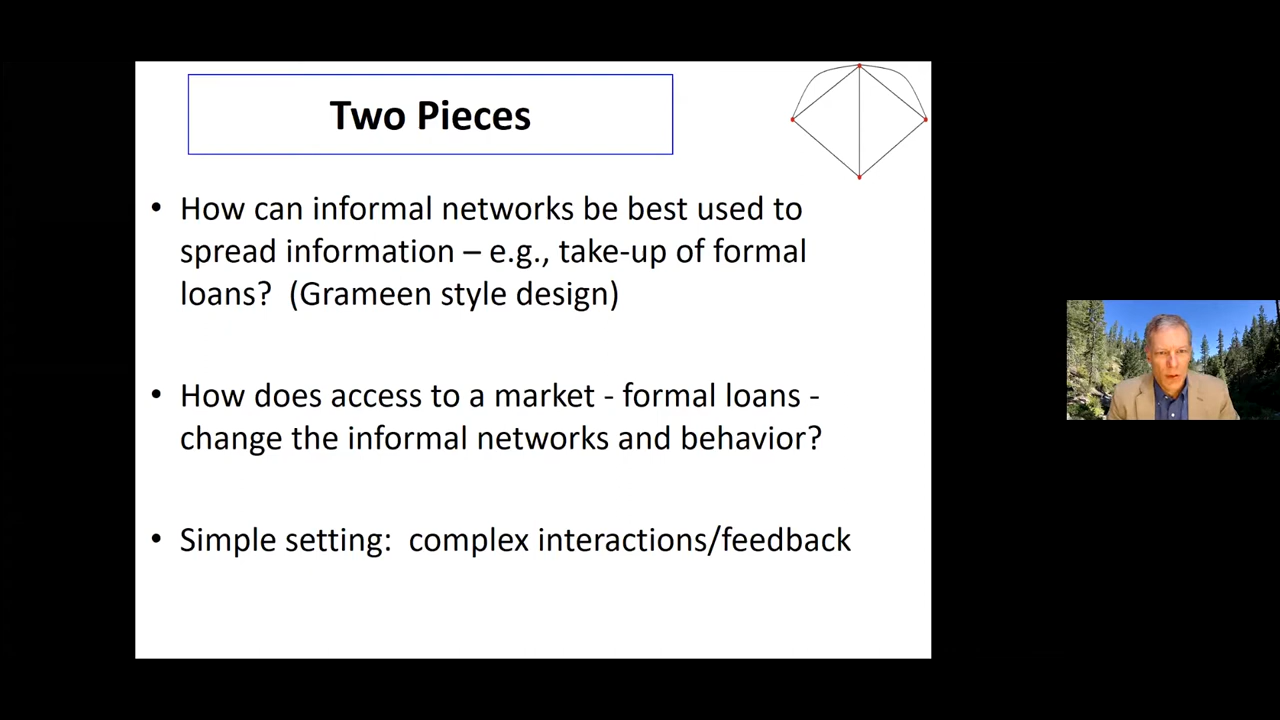 Two Pieces
• How can informal networks be best used to
spread information – e.g., take-up of formal
loans?  (Grameen style design)
• How does access to a market - formal loans -
change the informal networks and behavior?
• Simple setting:  complex interactions/feedback